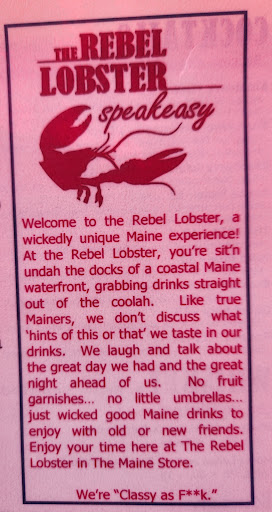 THE REBEL
LOBSTER
speakeasy
Welcome to the Rebel Lobster, a
wickedly unique Maine experience!
At the Rebel Lobster, you're sit'n
undah the docks of a coastal Maine
waterfront, grabbing drinks straight
out of the coolah. Like true
Mainers, we don't discuss what
'hints of this or that' we taste in our
drinks. We laugh and talk about
the great day we had and the great
night ahead of us. No fruit
garnishes... no little umbrellas...
just wicked good Maine drinks to
enjoy with old or new friends.
Enjoy your time here at The Rebel
Lobster in The Maine Store.
We're "Classy as F**k."